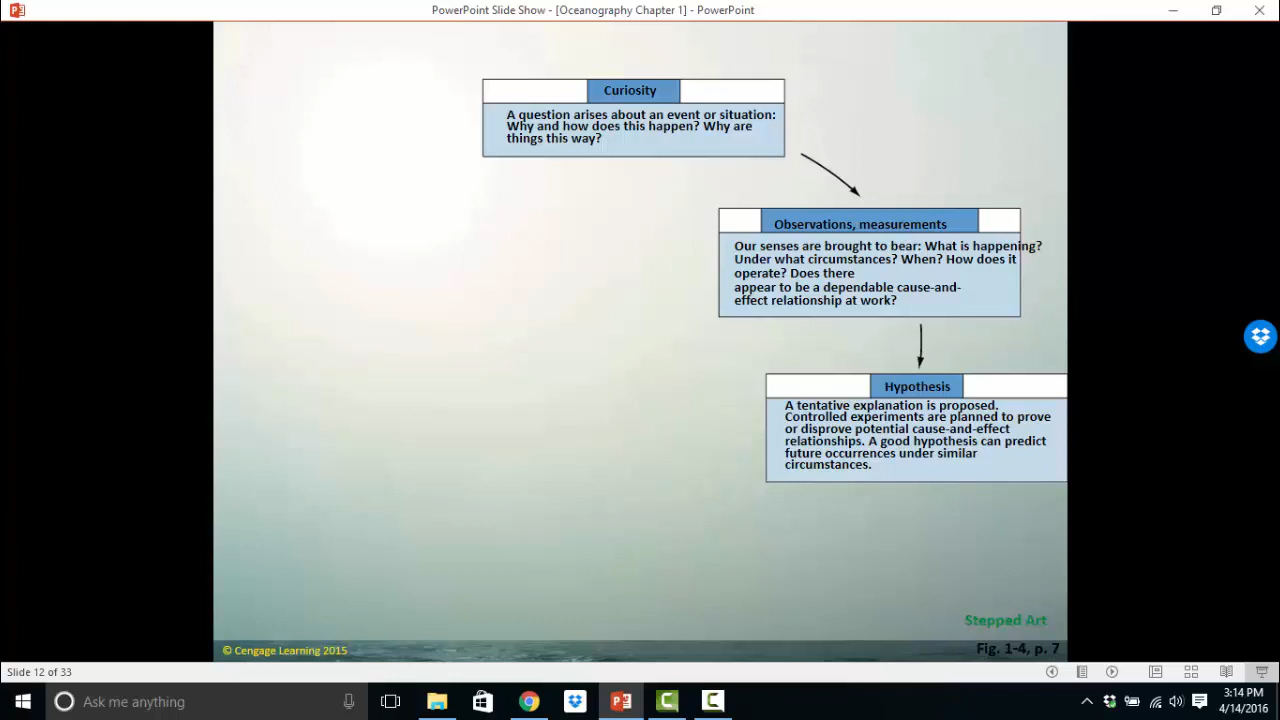 PowerPoint Slide Show - [Oceanography Chapter 1] - PowerPoint
Curiosity
A question arises about an event or situation:
Why and how does this happen? Why are
things this way?
Observations, measurements
Our senses are brought to bear: What is happening?
Under what circumstances? When? How does it
operate? Does there
appear to be a dependable cause-and-
effect relationship at work?
Hypothesis
A tentative explanation is proposed.
Controlled experiments are planned to prove
or disprove potential cause-and-effect
relationships. A good hypothesis can predict
future occurrences under similar
circumstances.
Stepped Art
© Cengage Learning 2015
Fig. 1-4, p. 7
Slide 12 of 33
Ask me anything
3:14 PM
4/14/2016